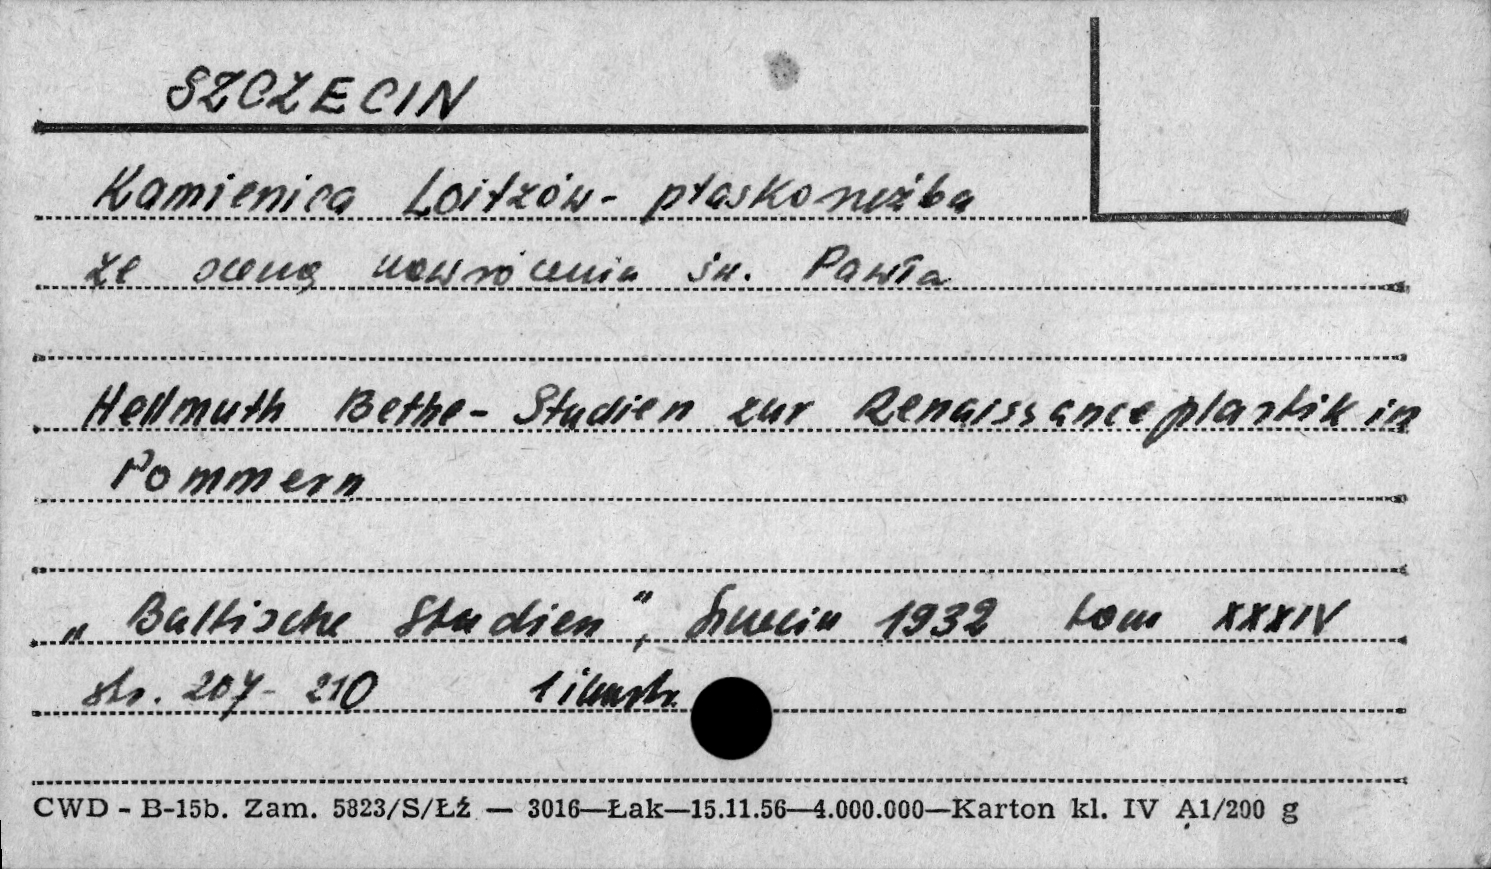 SZCZECIN
Kamienica Loitzów - płaskorzeźba
ze sceną nawrócenia św. Pawła
Hellmuth Bethe - Studien zur Renaissanceplastik in
Pommern
„Baltische Studien", Szczecin 1932 tom XXXIV
str. 207 - 210 1 ilustr.
CWD - B-15b. Zam. 5823/S/ŁŹ — 3016—Łak—15.11.56—4.000.000—Karton kl. IV A1/200 g